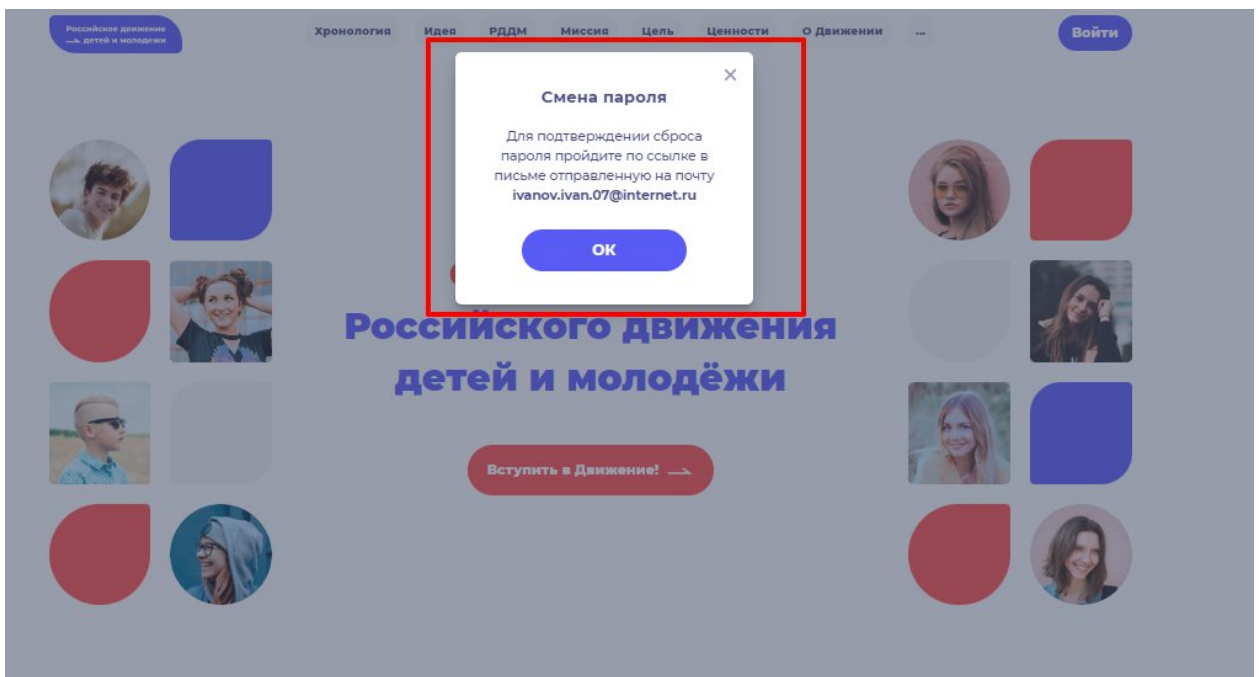 Российское движение
детей и молодежи
Хронология Идея РДДМ Миссия Цель Ценности О Движении ...
Войти
Смена пароля
Для подтверждении сброса
пароля пройдите по ссылке в
письме отправленную на почту
ivanov.ivan.07@internet.ru
ОК
Российского движения
детей и молодёжи
Вступить в Движение!